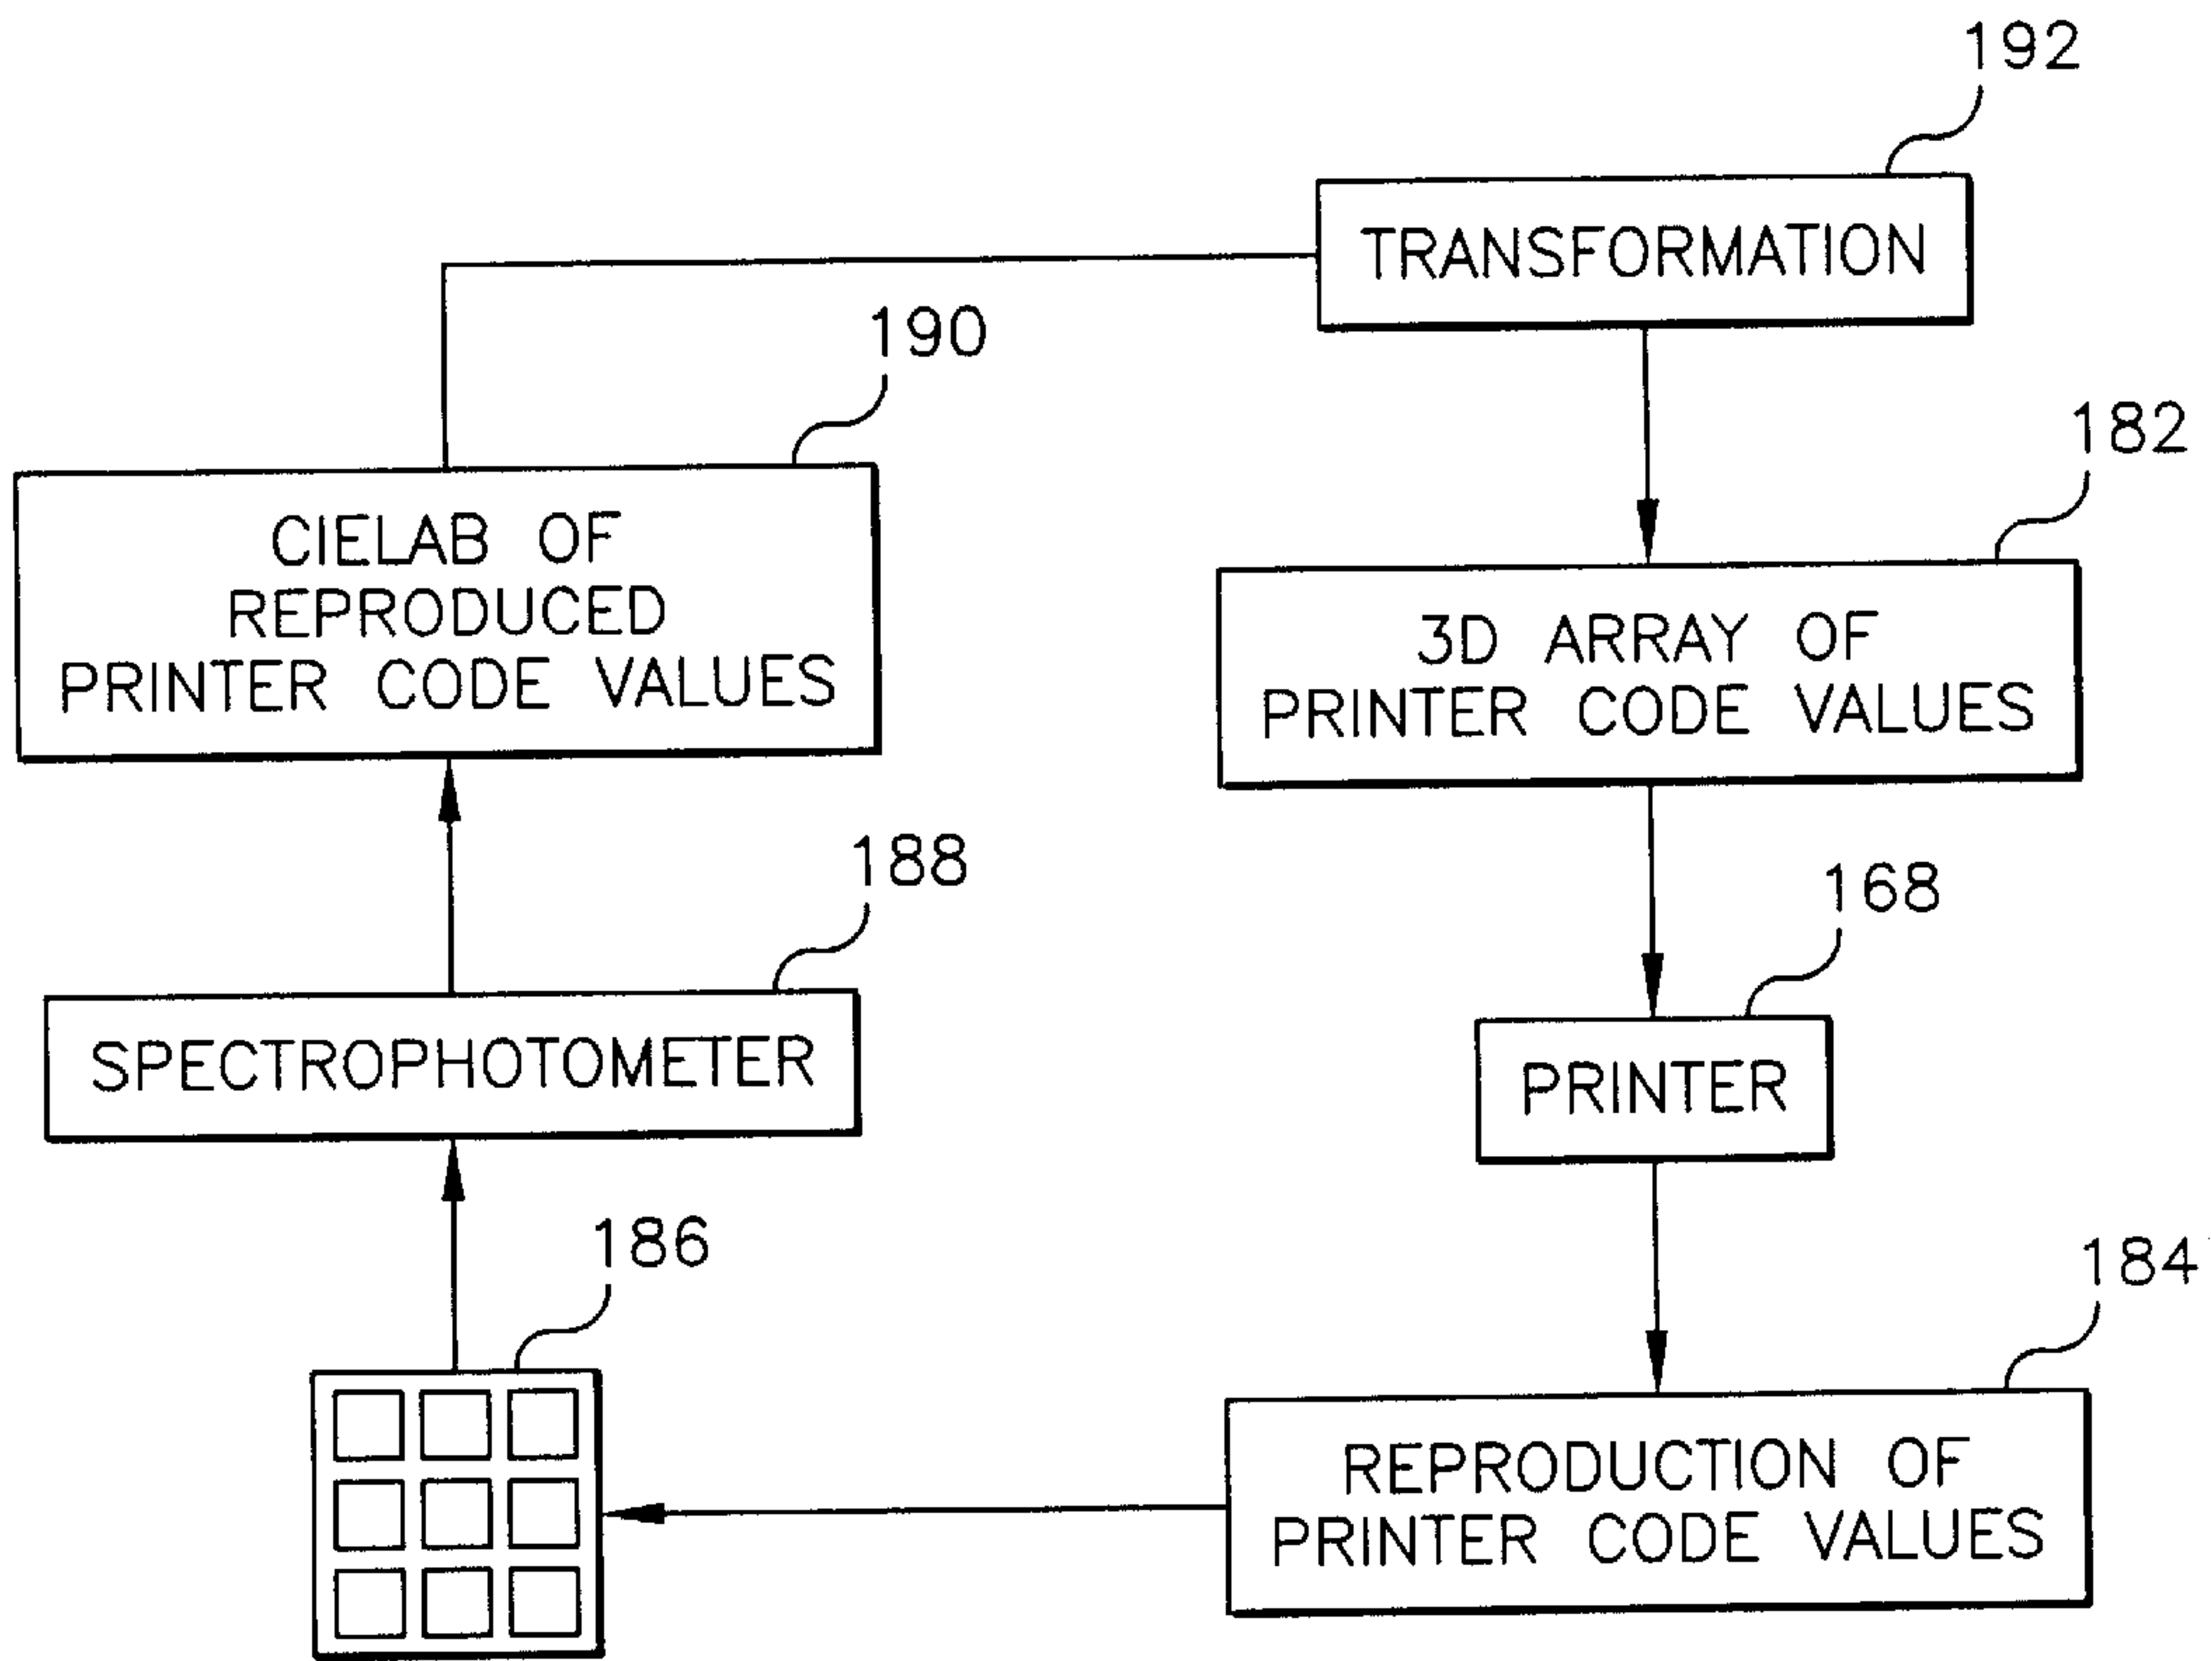 192
TRANSFORMATION
190
CIELAB OF
REPRODUCED
PRINTER CODE VALUES
182
3D ARRAY OF
PRINTER CODE VALUES
188
SPECTROPHOTOMETER
168
PRINTER
186
184
REPRODUCTION OF
PRINTER CODE VALUES